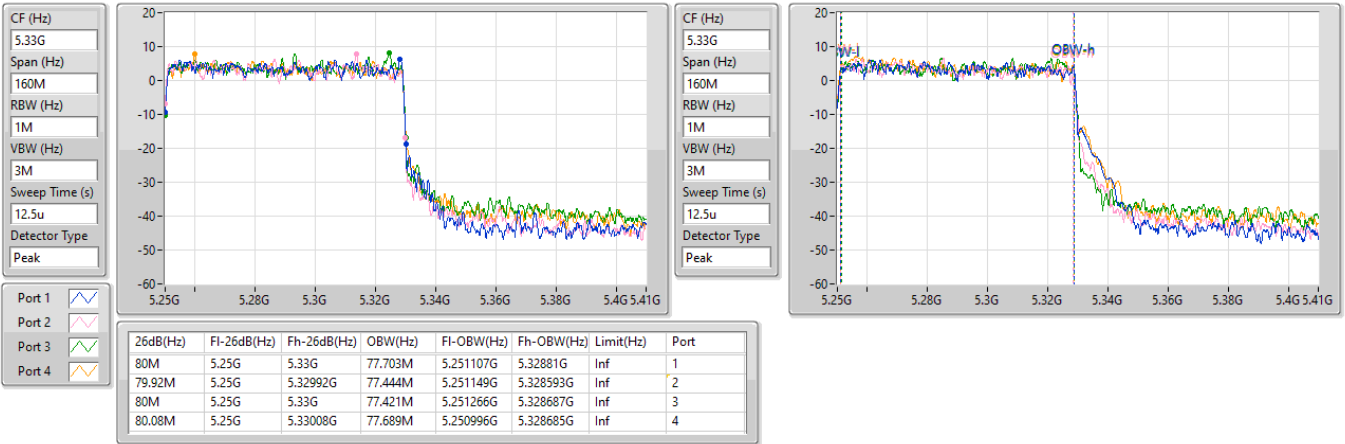 CF (Hz)
5.33G
Span (Hz)
160M
RBW (Hz)
1M
VBW (Hz)
3M
Sweep Time (s)
12.5u
Detector Type
Peak
20
10
0
-10
-20
-30
-40
-50
-60
5.25G 5.28G 5.3G 5.32G 5.34G 5.36G 5.38G 5.4G 5.41G
CF (Hz)
5.33G
Span (Hz)
160M
RBW (Hz)
1M
VBW (Hz)
3M
Sweep Time (s)
12.5u
Detector Type
Peak
OBW-h
20
10
0
-10
-20
-30
-40
-50
-60
5.25G 5.28G 5.3G 5.32G 5.34G 5.36G 5.38G 5.4G 5.41G
Port 1
Port 2
Port 3
Port 4
26dB(Hz) Fl-26dB(Hz) Fh-26dB(Hz) OBW(Hz) Fl-OBW(Hz) Fh-OBW(Hz) Limit(Hz) Port
80M 5.25G 5.33G 77.703M 5.251107G 5.32881G Inf 1
79.92M 5.25G 5.32992G 77.444M 5.251149G 5.328593G Inf 2
80M 5.25G 5.33G 77.421M 5.251266G 5.328687G Inf 3
80.08M 5.25G 5.33008G 77.689M 5.250996G 5.328685G Inf 4